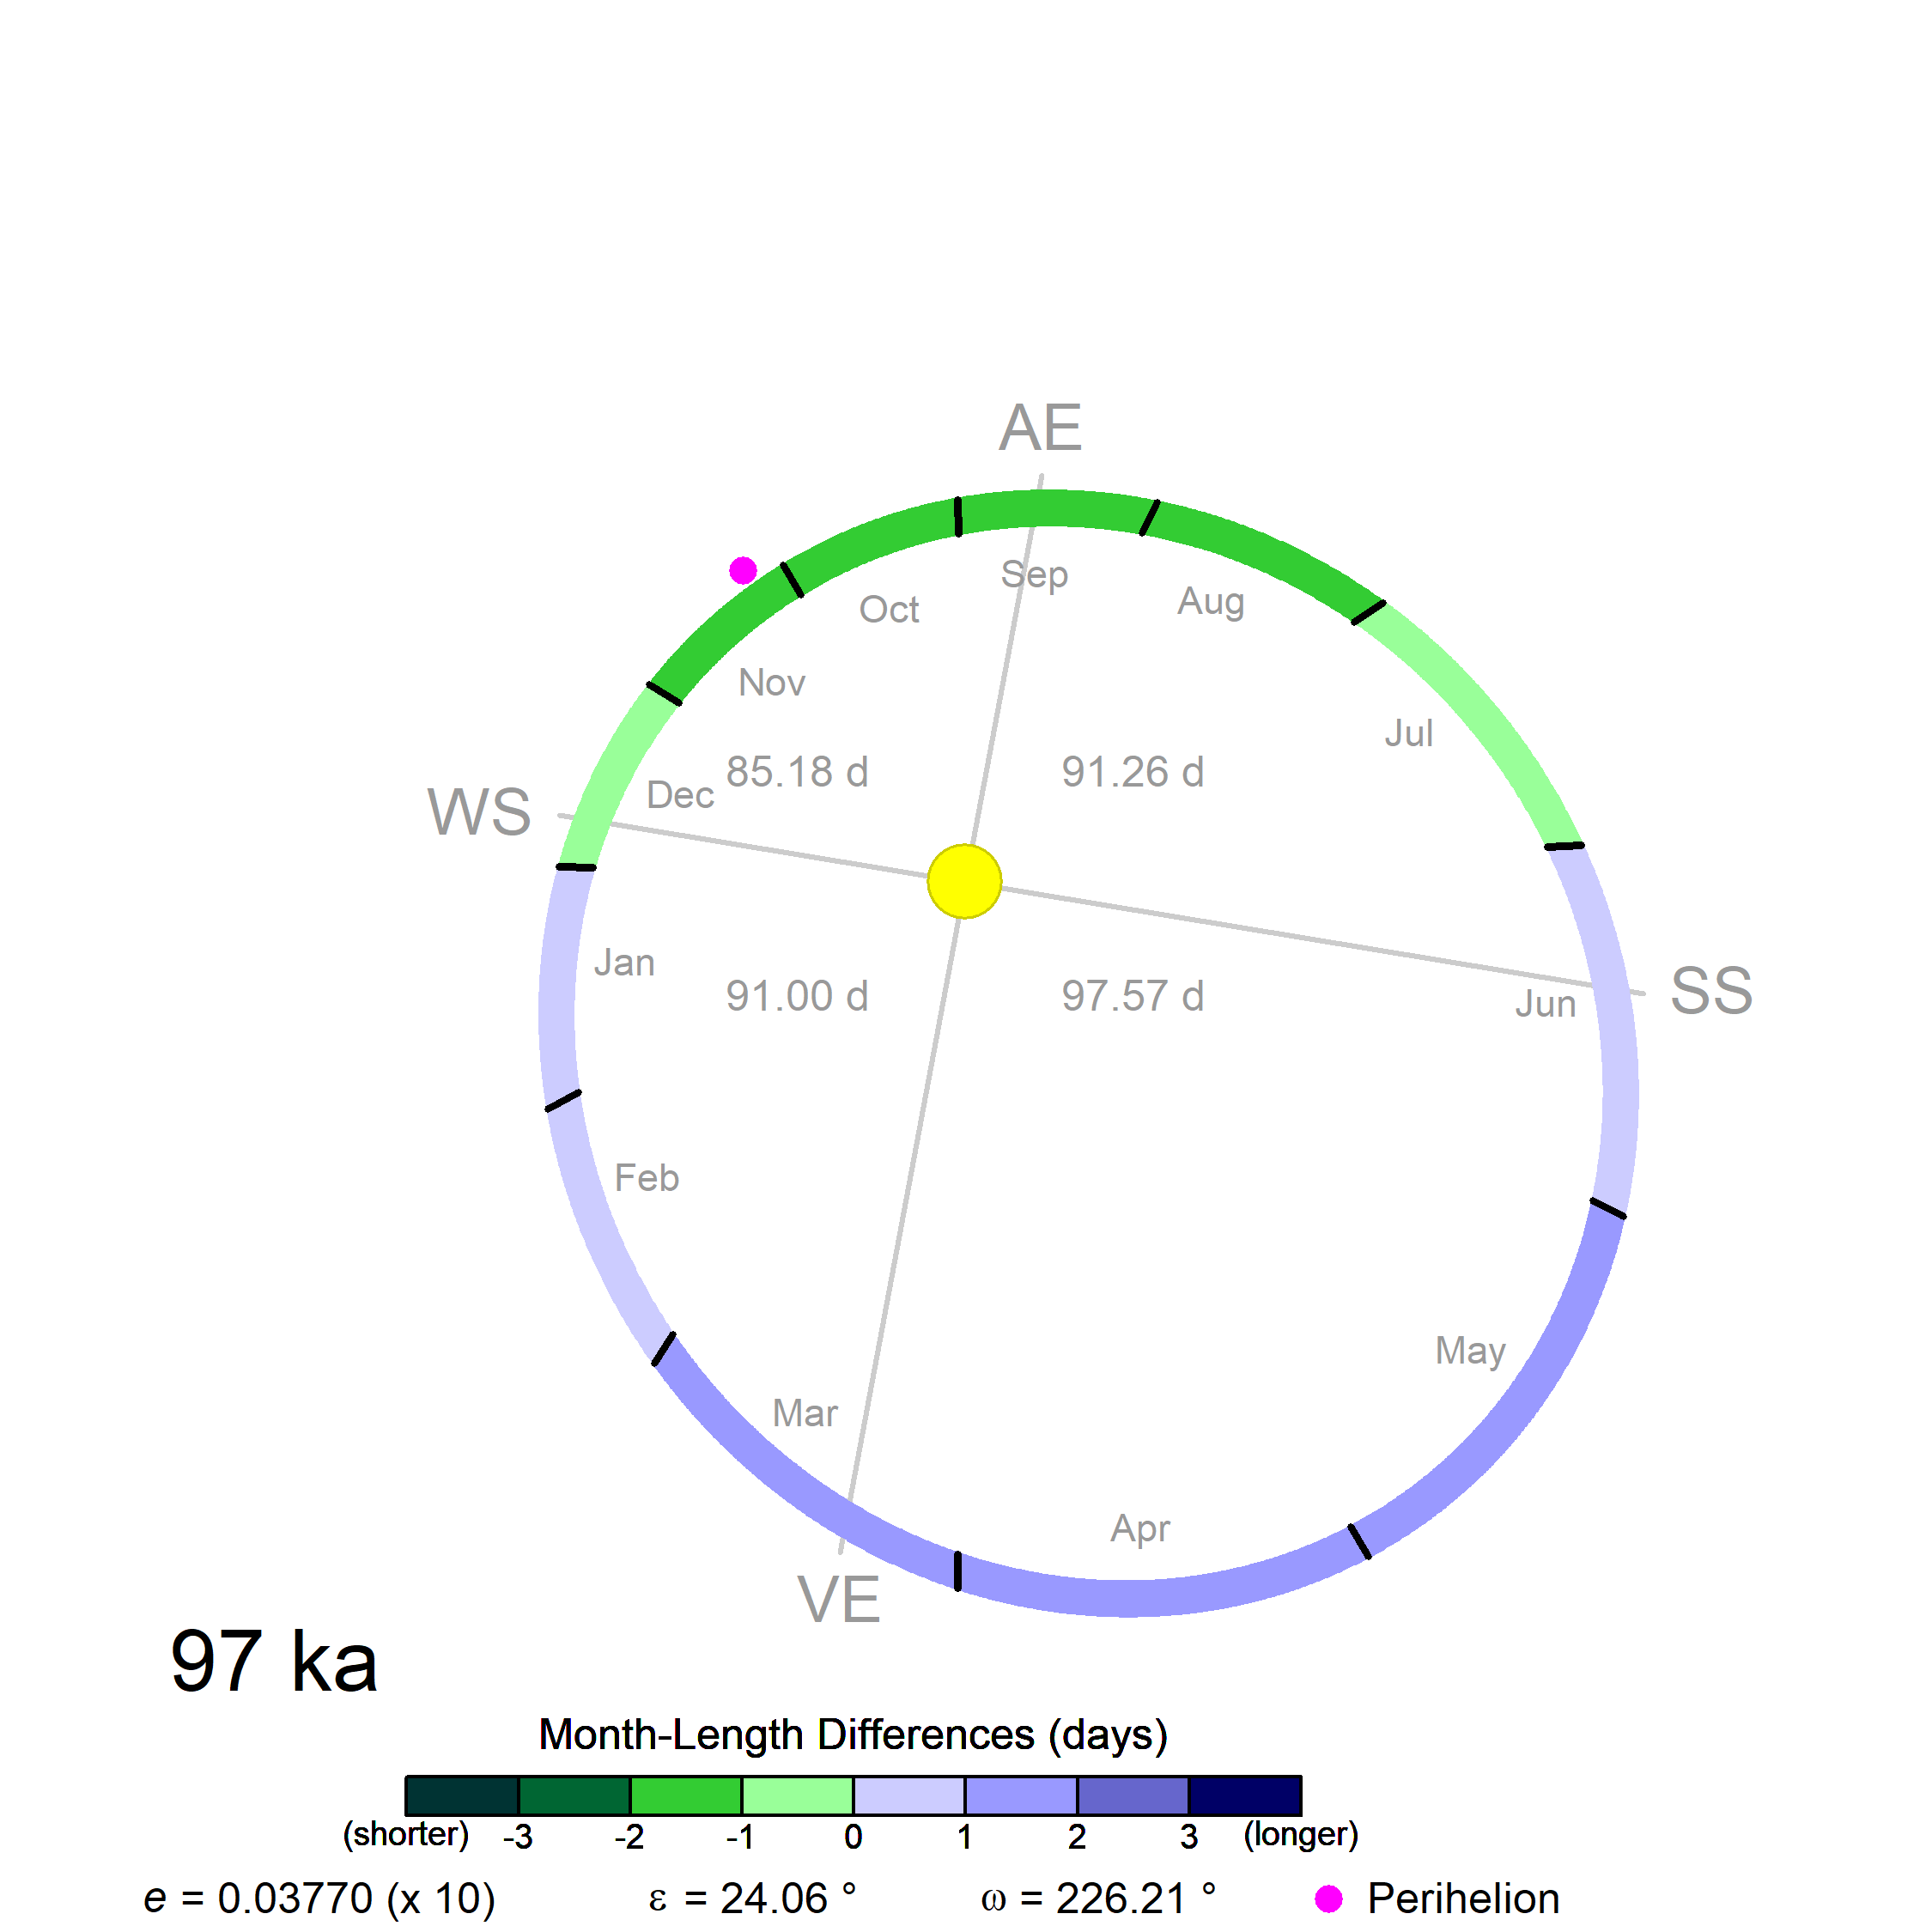 AE
Sep
Aug
Oct
Nov
Jul
85.18 d
91.26 d
Dec
WS
Jan
91.00 d
97.57 d
SS
Jun
Feb
May
Mar
Apr
VE
97 ka
Month-Length Differences (days)
(shorter) -3 -2 -1 0 1 2 3 (longer)
e = 0.03770 (x 10) ε = 24.06 ° ω = 226.21 ° Perihelion